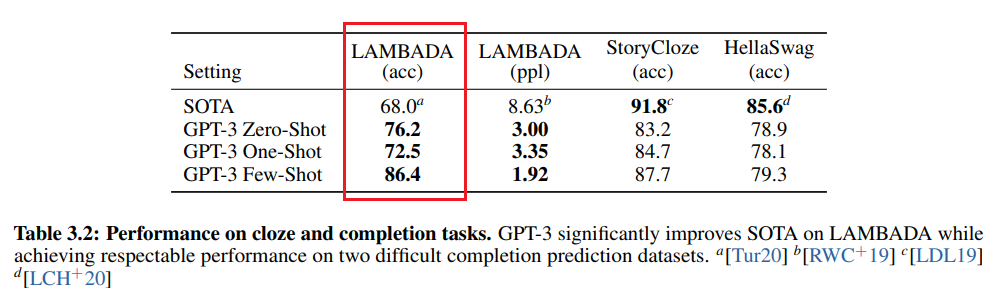 Setting LAMBADA (acc) LAMBADA (ppl) StoryCloze (acc) HellaSwag (acc)
SOTA 68.0a 8.63b 91.8c 85.6d
GPT-3 Zero-Shot 76.2 3.00 83.2 78.9
GPT-3 One-Shot 72.5 3.35 84.7 78.1
GPT-3 Few-Shot 86.4 1.92 87.7 79.3
Table 3.2: Performance on cloze and completion tasks. GPT-3 significantly improves SOTA on LAMBADA while
achieving respectable performance on two difficult completion prediction datasets. a[Tur20] b[RWC+19] c[LDL19]
d[LCH+20]